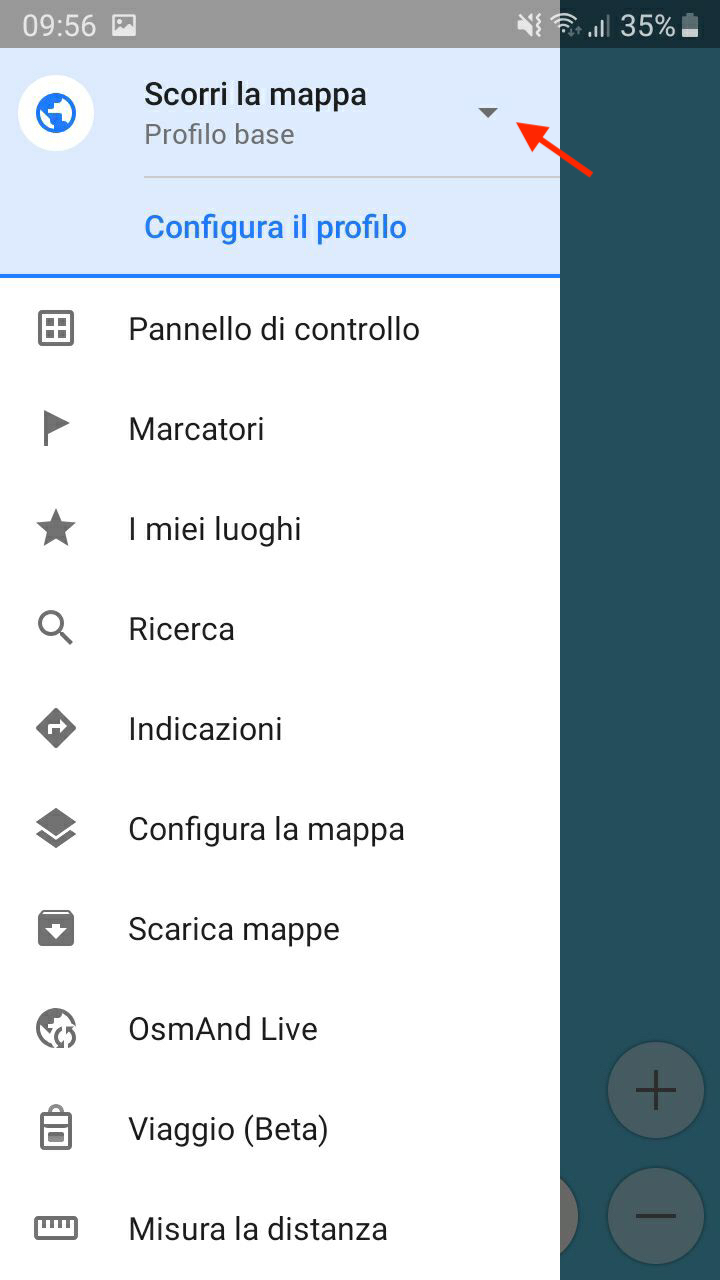 09:56 35%
Scorri la mappa
Profilo base
Configura il profilo
Pannello di controllo
Marcatori
I miei luoghi
Ricerca
Indicazioni
Configura la mappa
Scarica mappe
OsmAnd Live
Viaggio (Beta)
Misura la distanza